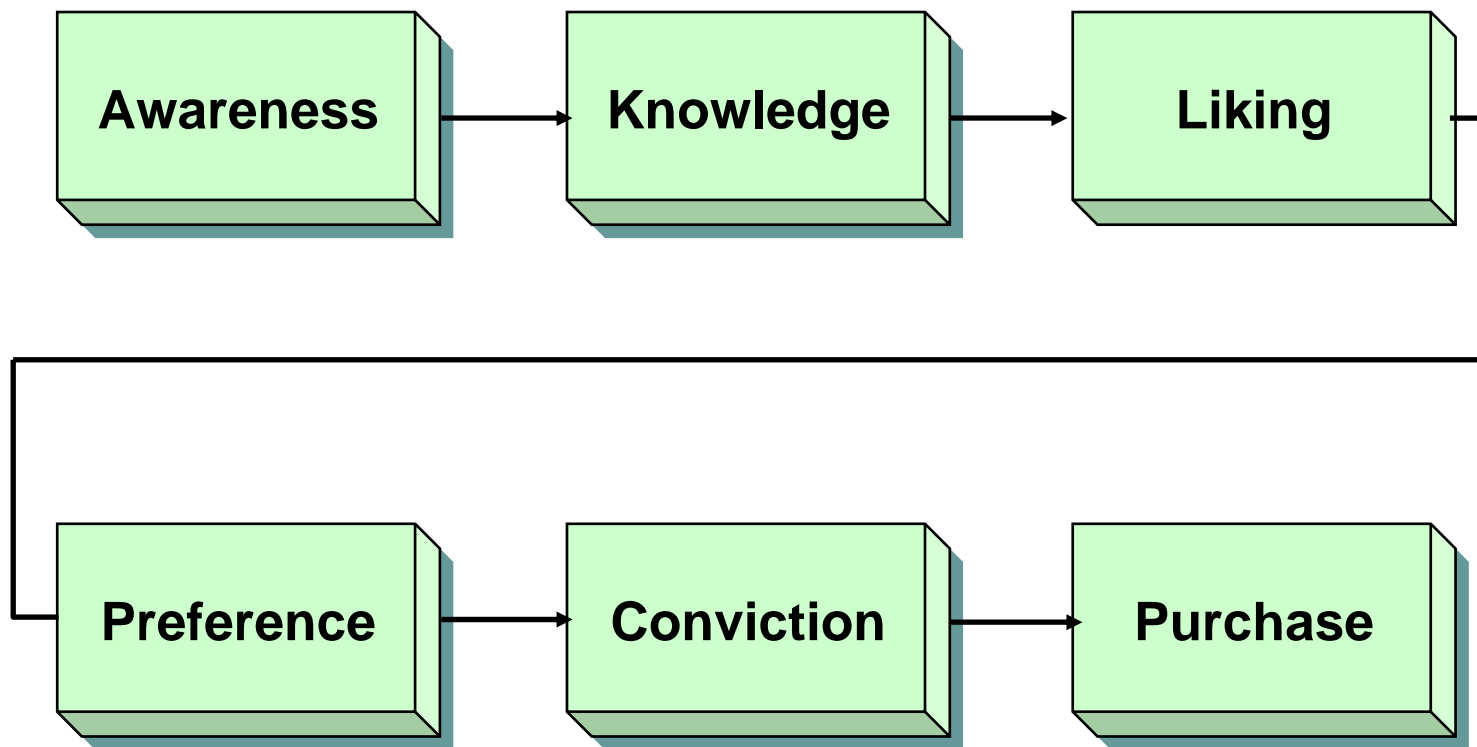 Awareness
Knowledge
Liking
Preference
Conviction
Purchase